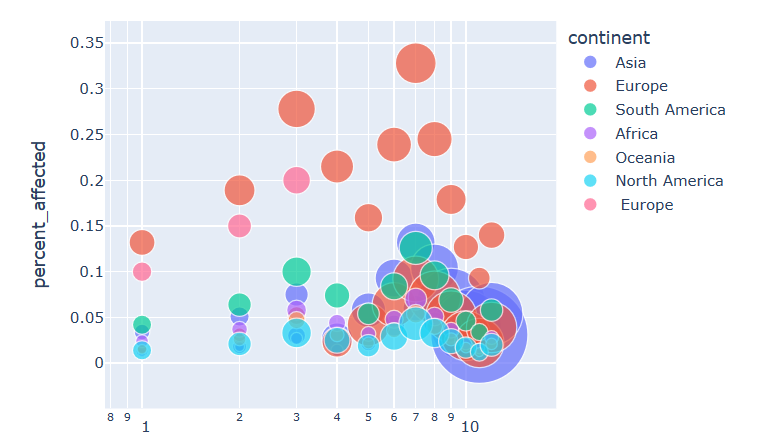 continent
Asia
Europe
South America
Africa
Oceania
North America
Europe
percent_affected
0.35
0.3
0.25
0.2
0.15
0.1
0.05
0
8 9 1 2 3 4 5 6 7 8 9 10